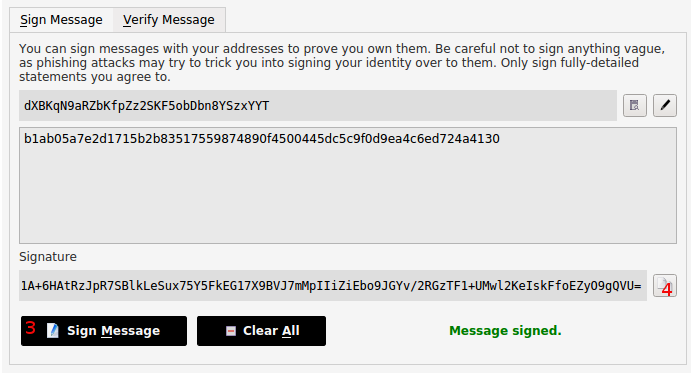 Sign Message Verify Message
You can sign messages with your addresses to prove you own them. Be careful not to sign anything vague,
as phishing attacks may try to trick you into signing your identity over to them. Only sign fully-detailed
statements you agree to.
dXBKqN9aRZbKfpZz2SKF5obDbn8YSzxYYT
b1ab05a7e2d1715b2b83517559874890f4500445dc5c9f0d9ea4c6ed724a4130
Signature
1A+6HAtRzJpR7SBlkLeSux75Y5FkEG17X9BVJ7mMpIIiZiEbo9JGYv/2RGzTF1+UMwl2KeIskFfoEZyO9gQVU=
4
3 Sign Message Clear All Message signed.